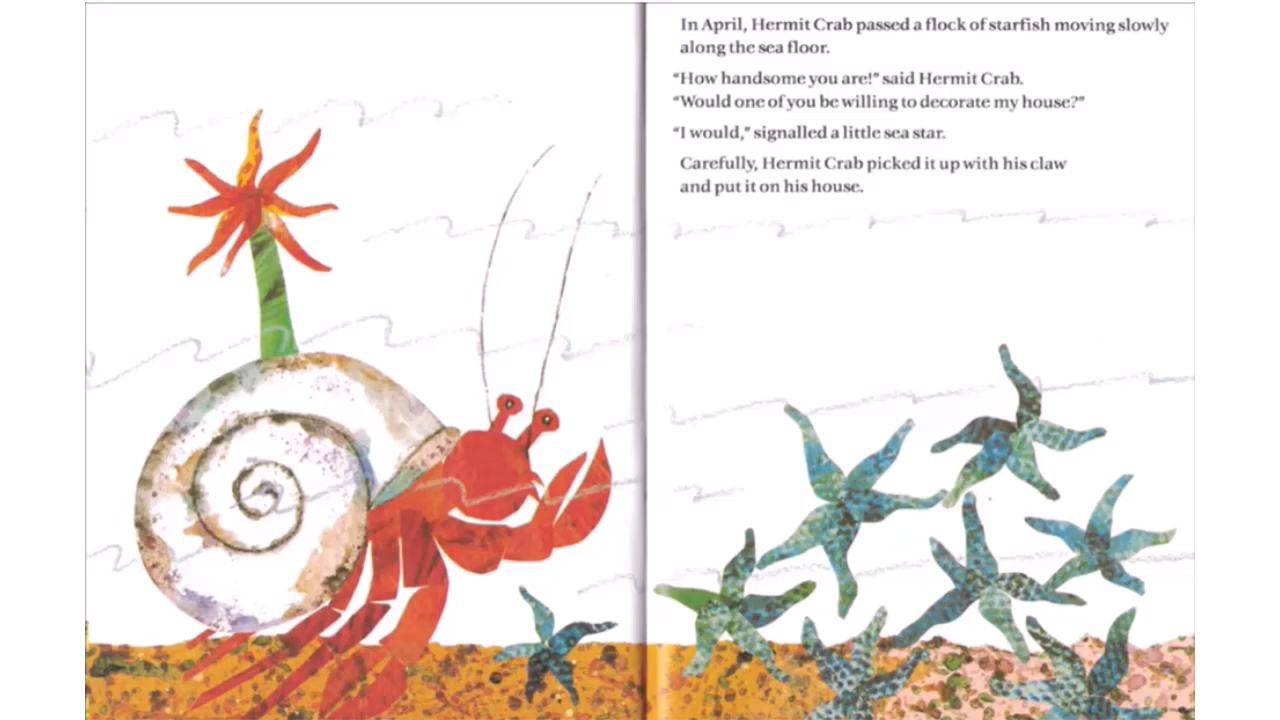 In April, Hermit Crab passed a flock of starfish moving slowly
along the sea floor.
“How handsome you are!” said Hermit Crab.
“Would one of you be willing to decorate my house?”
“I would,” signalled a little sea star.
Carefully, Hermit Crab picked it up with his claw
and put it on his house.